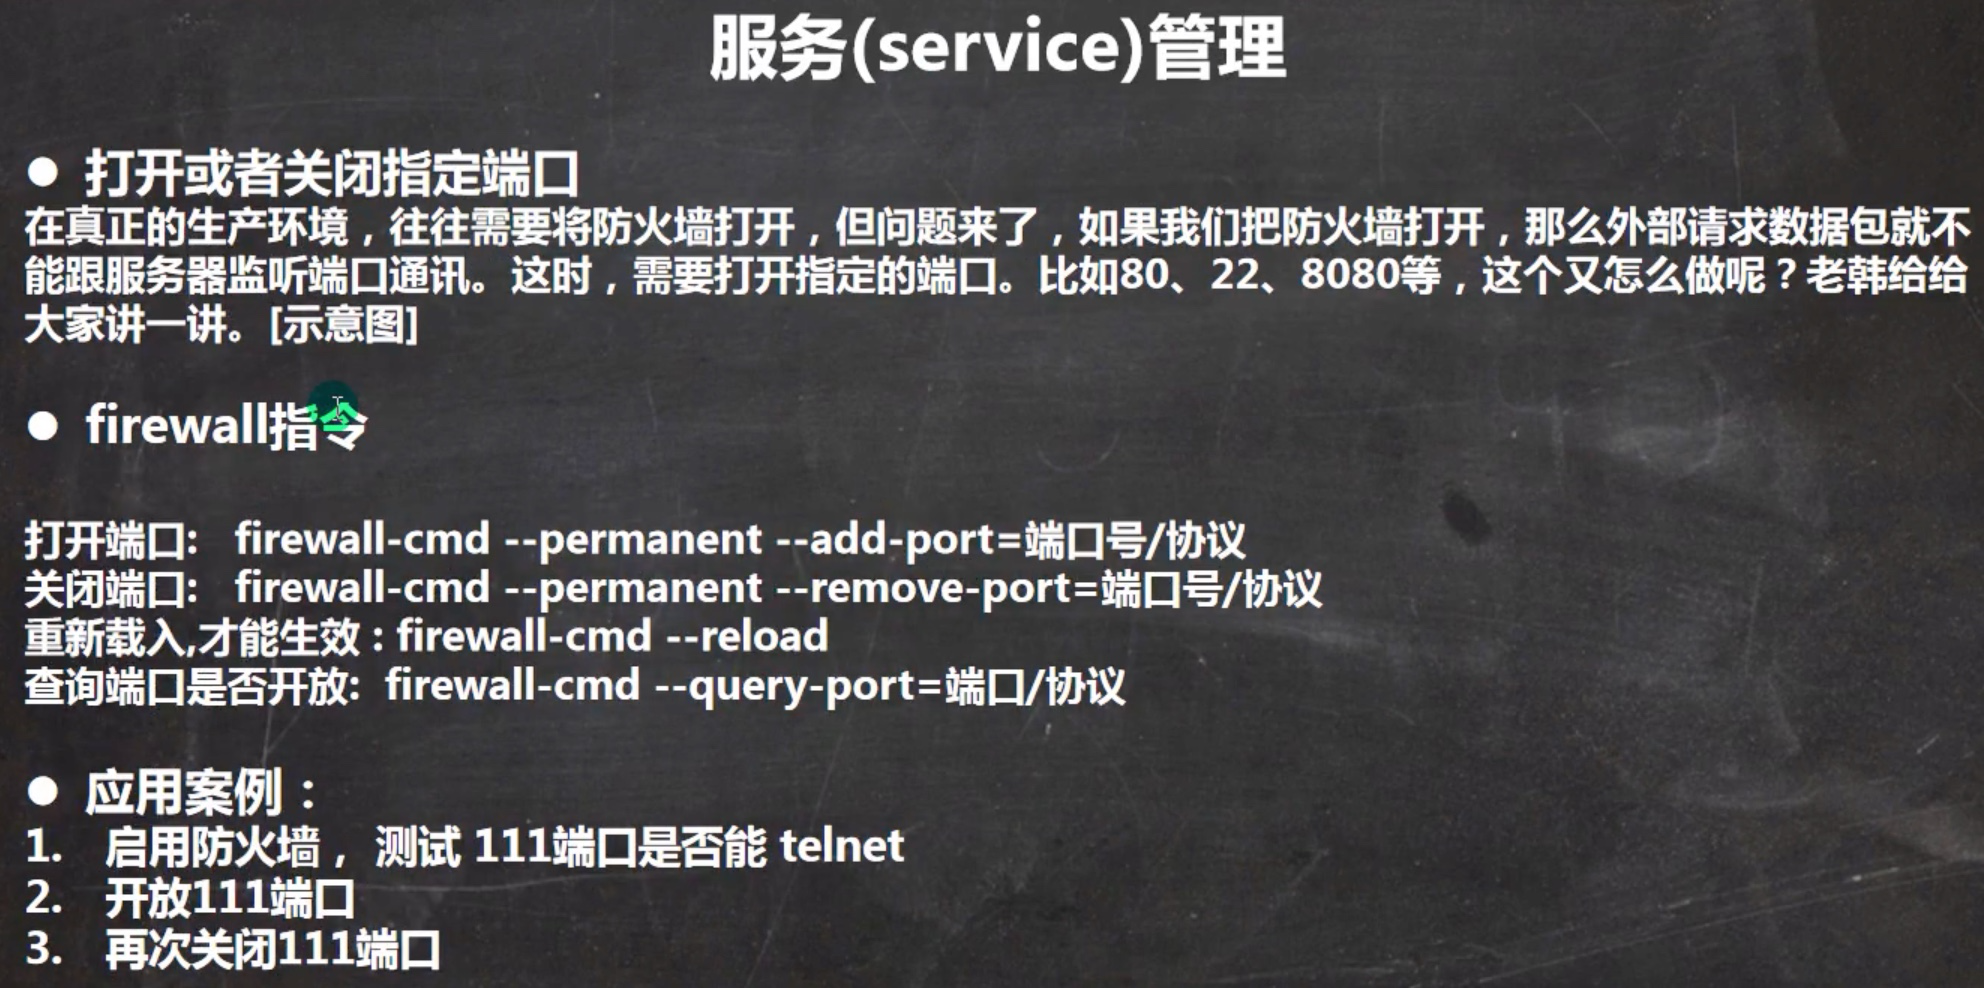 服务(service)管理
● 打开或者关闭指定端口
在真正的生产环境，往往需要将防火墙打开，但问题来了，如果我们把防火墙打开，那么外部请求数据包就不
能跟服务器监听端口通讯。这时，需要打开指定的端口。比如80、22、8080等，这个又怎么做呢？老韩给给
大家讲一讲。[示意图]
● firewall指令
打开端口: firewall-cmd --permanent --add-port=端口号/协议
关闭端口: firewall-cmd --permanent --remove-port=端口号/协议
重新载入,才能生效：firewall-cmd --reload
查询端口是否开放: firewall-cmd --query-port=端口/协议
● 应用案例：
1. 启用防火墙， 测试 111端口是否能 telnet
2. 开放111端口
3. 再次关闭111端口